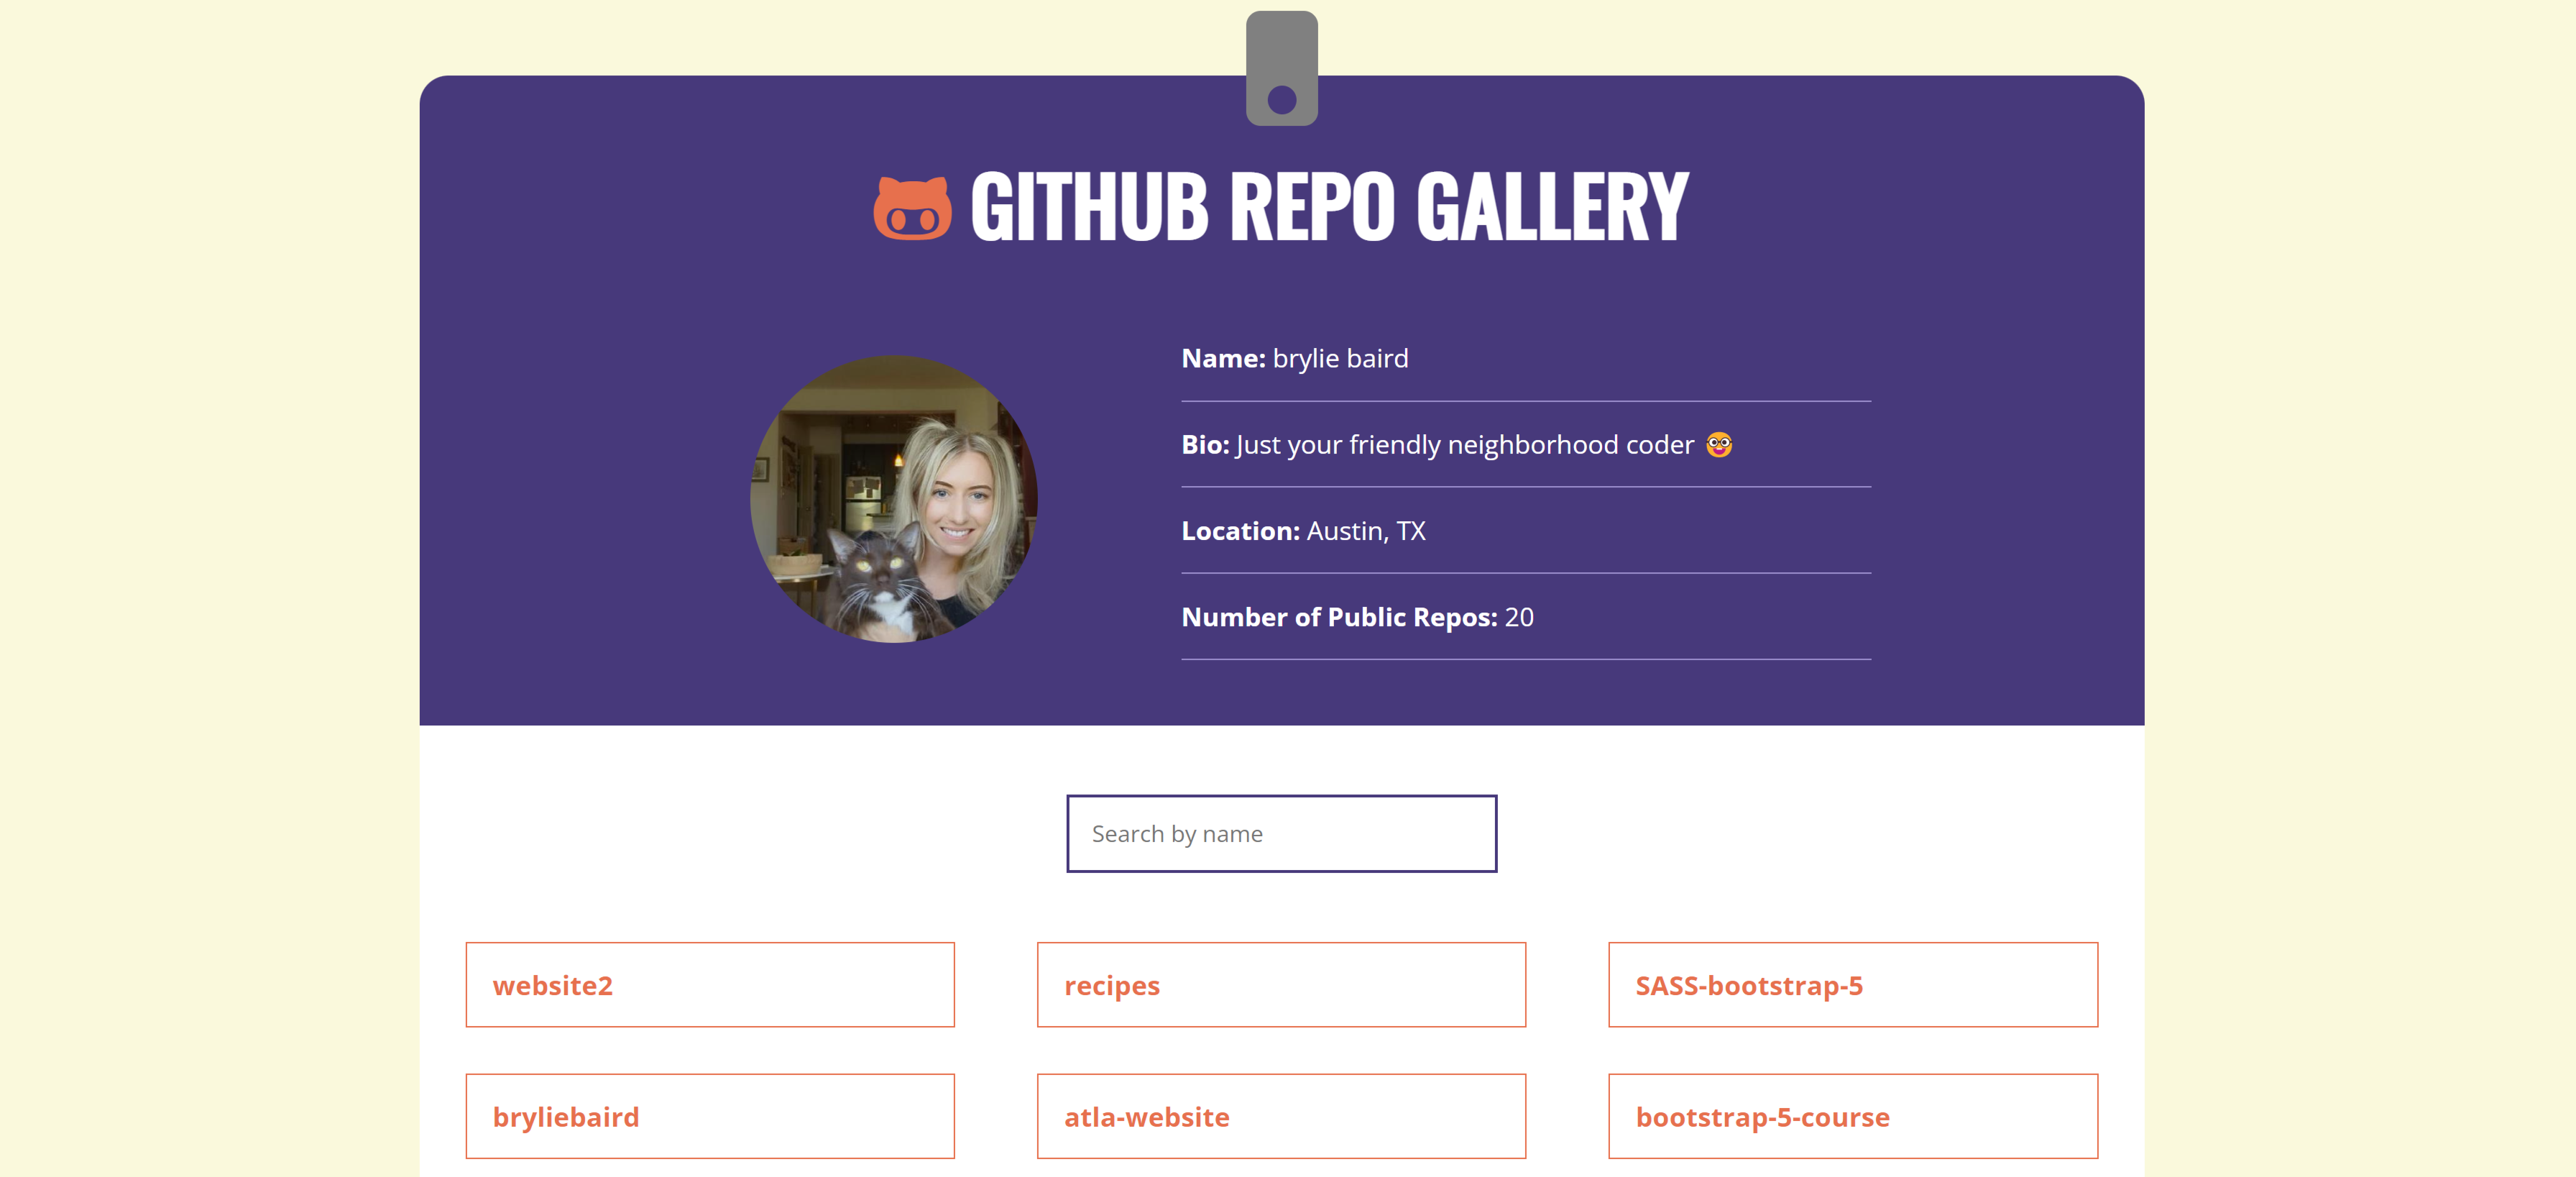 GITHUB REPO GALLERY
Name: brylie baird
Bio: Just your friendly neighborhood coder 🤓
Location: Austin, TX
Number of Public Repos: 20
Search by name
website2
recipes
SASS-bootstrap-5
bryliebaird
atla-website
bootstrap-5-course